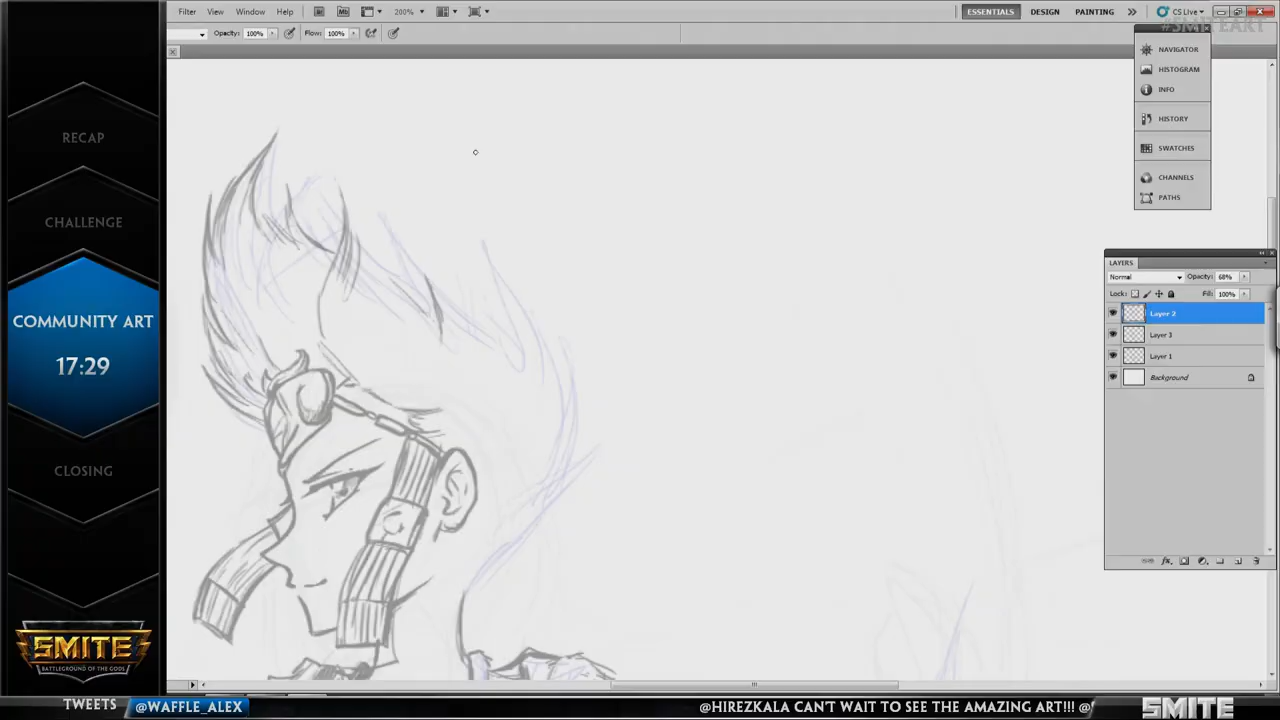 Filter View Window Help Br Mb 200% ESSENTIALS DESIGN PAINTING CS Live
#SMITEART
Opacity: 100% Flow: 100%
NAVIGATOR
HISTOGRAM
INFO
HISTORY
SWATCHES
CHANNELS
PATHS
RECAP
CHALLENGE
COMMUNITY ART
17:29
CLOSING
LAYERS
Normal Opacity: 68%
Lock: Fill: 100%
Layer 2
Layer 3
Layer 1
Background
SMITE
BATTLEGROUND OF THE GODS
TWEETS @WAFFLE_ALEX @HIREZKALA CAN'T WAIT TO SEE THE AMAZING ART!!! @ SMITE